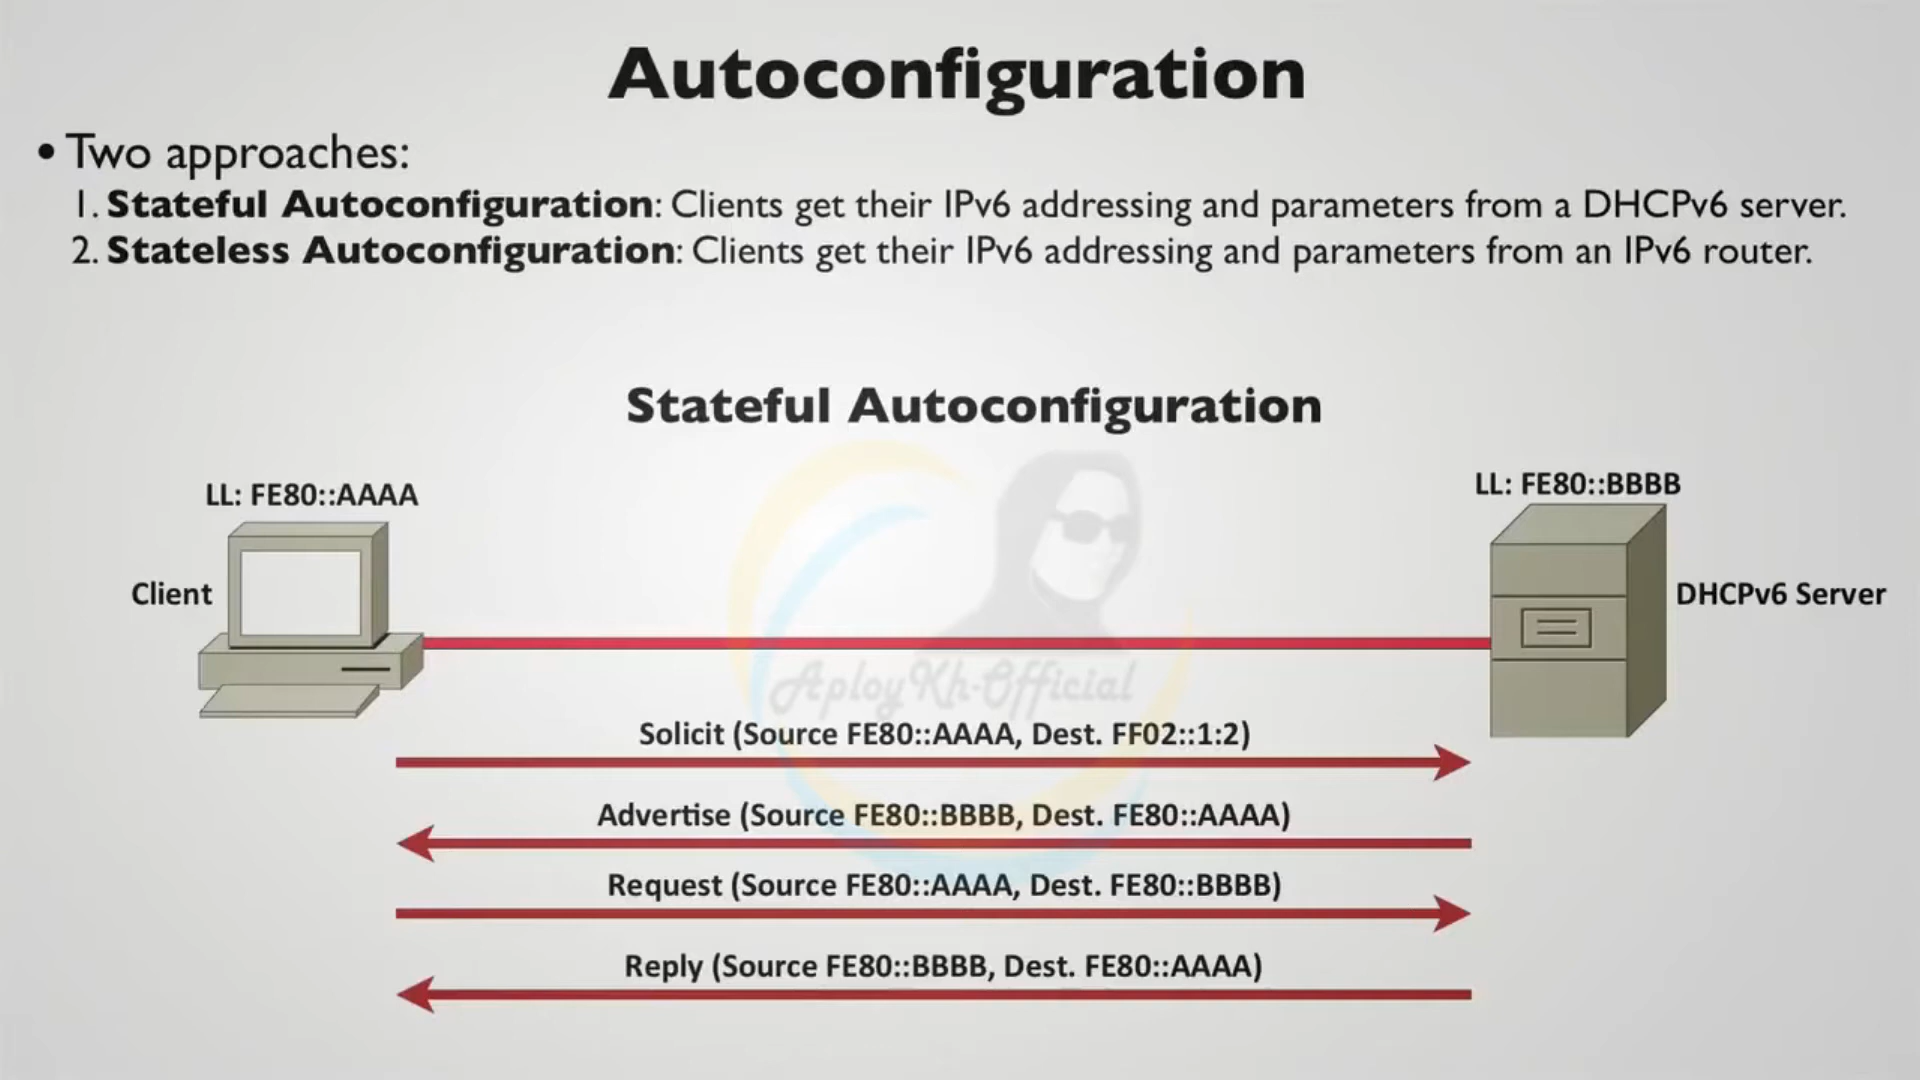 Autoconfiguration
• Two approaches:
1. Stateful Autoconfiguration: Clients get their IPv6 addressing and parameters from a DHCPv6 server.
2. Stateless Autoconfiguration: Clients get their IPv6 addressing and parameters from an IPv6 router.
Stateful Autoconfiguration
LL: FE80::AAAA
LL: FE80::BBBB
Client
DHCPv6 Server
AployKh-Official
Solicit (Source FE80::AAAA, Dest. FF02::1:2)
Advertise (Source FE80::BBBB, Dest. FE80::AAAA)
Request (Source FE80::AAAA, Dest. FE80::BBBB)
Reply (Source FE80::BBBB, Dest. FE80::AAAA)